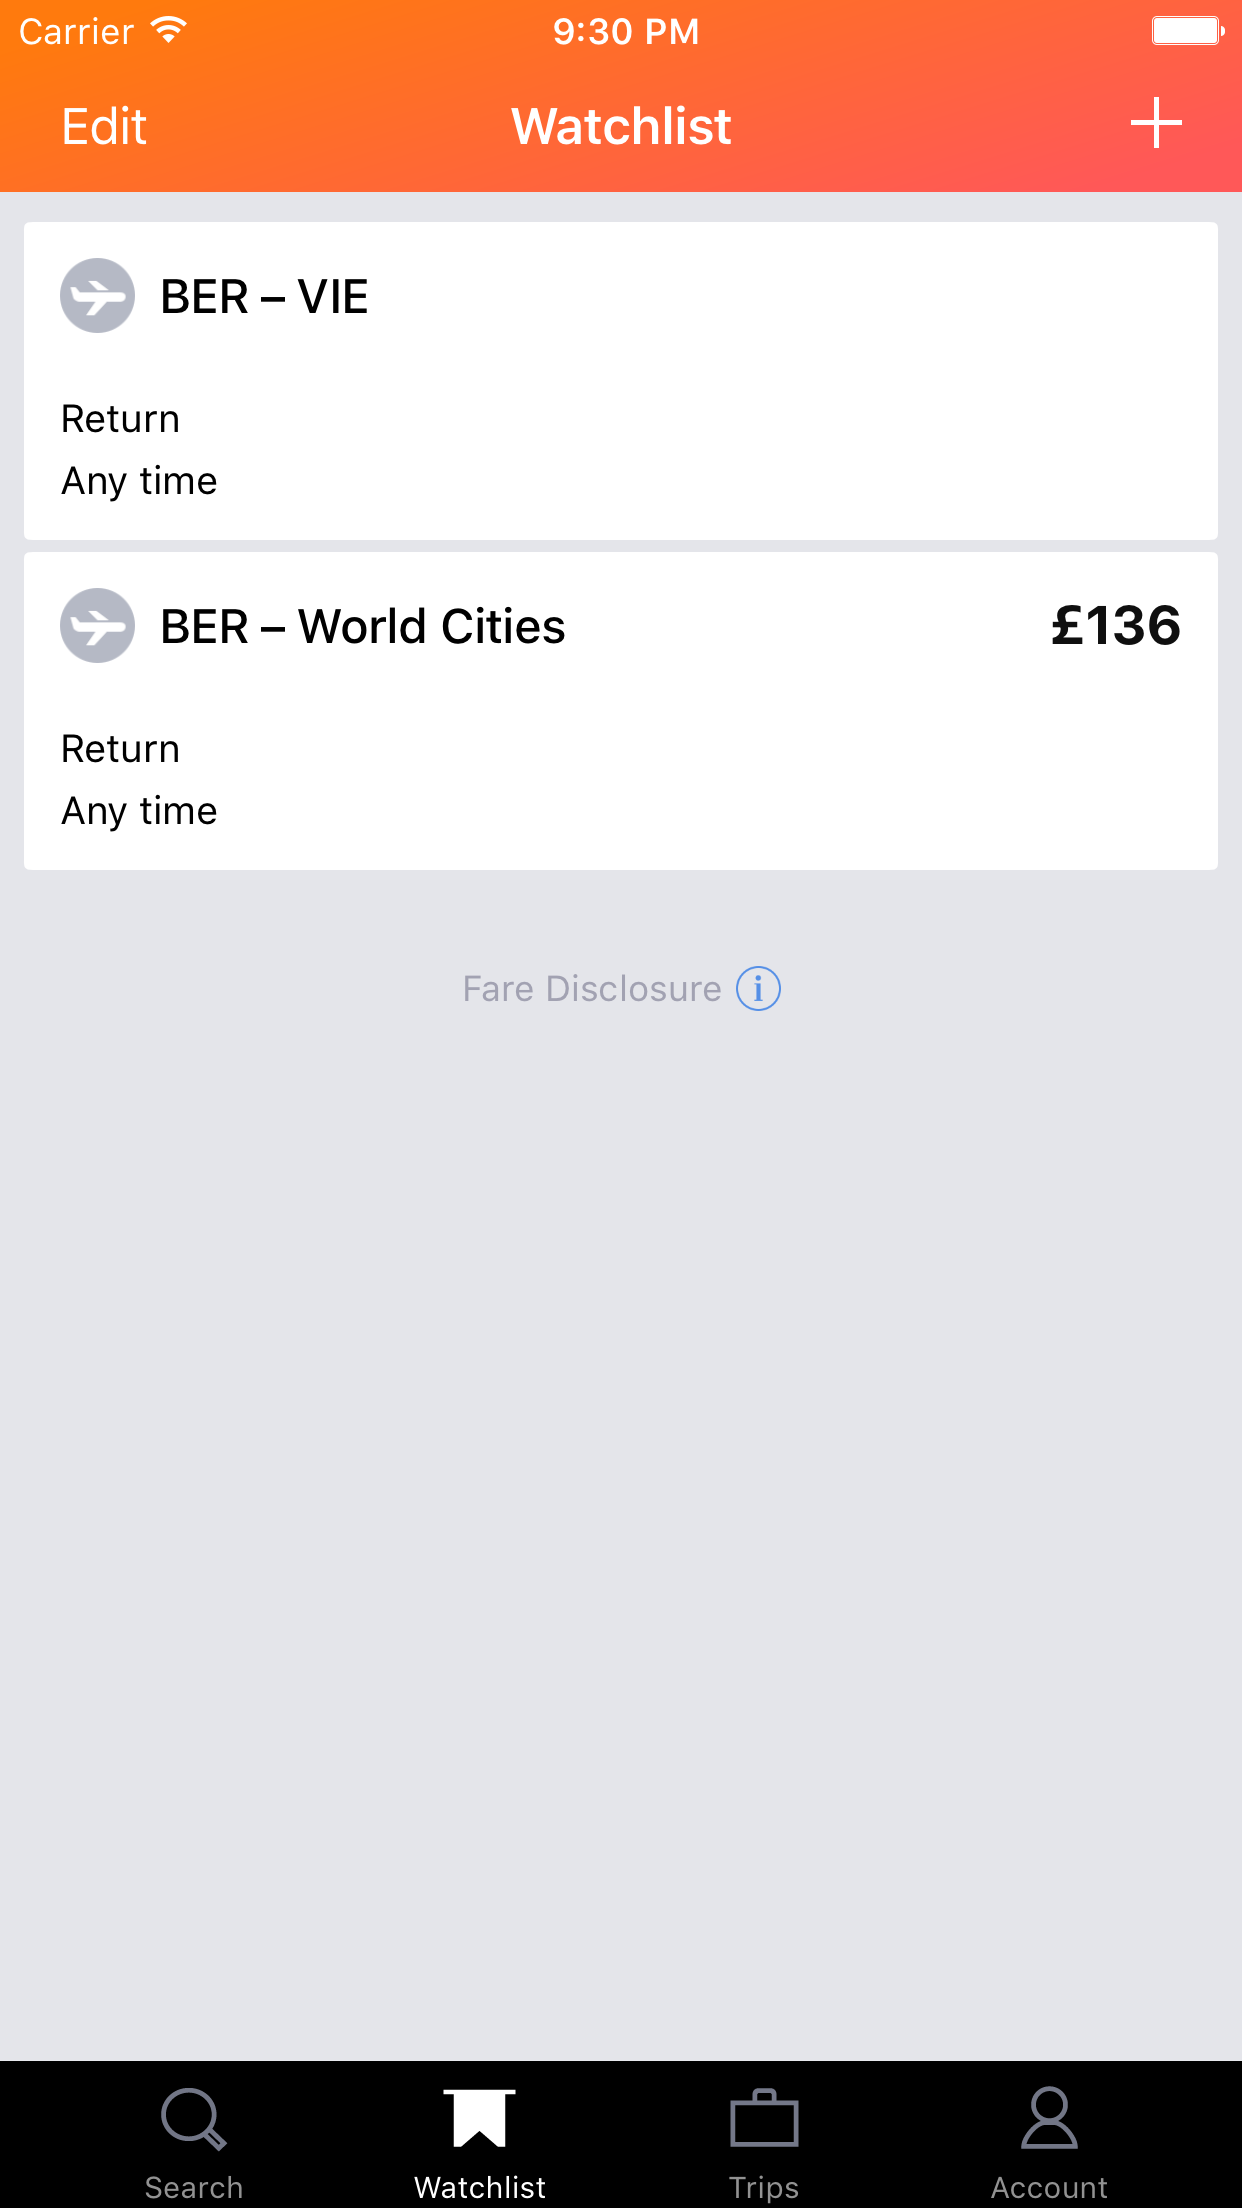 Carrier 9:30 PM
Edit Watchlist
BER – VIE
Return
Any time
BER – World Cities £136
Return
Any time
Fare Disclosure i
Search Watchlist Trips Account